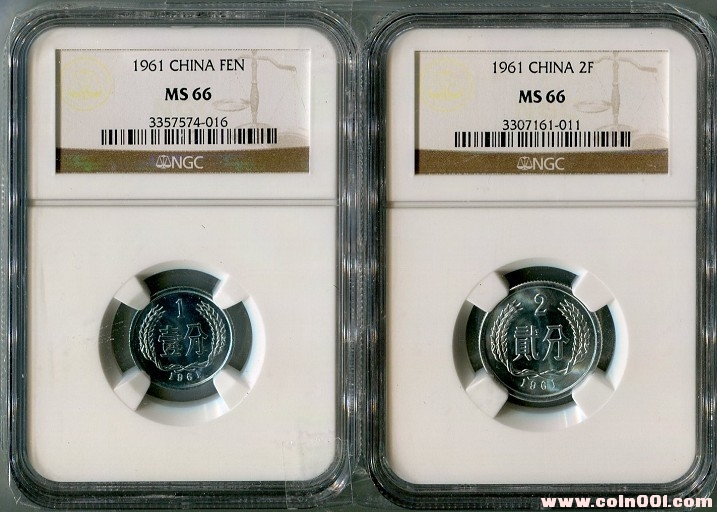 1961 CHINA FEN
MS 66
3357574-016
NGC
1
壹分
1961
1961 CHINA 2F
MS 66
3307161-011
NGC
2
貳分
1961
www.coin001.com